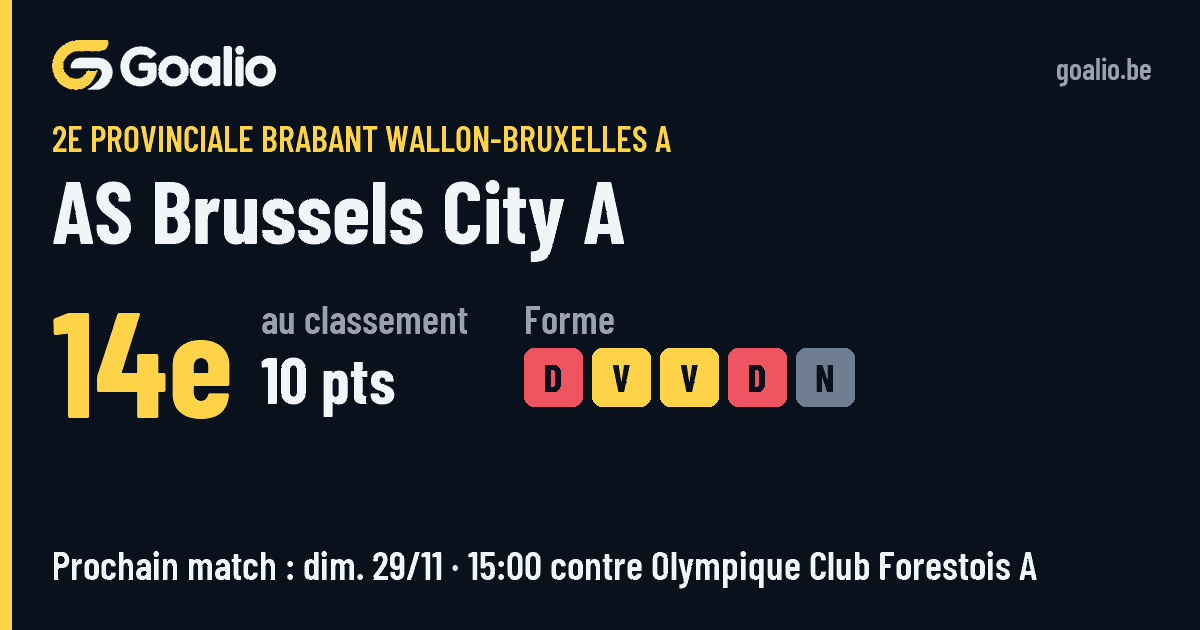 Goalio
goalio.be
2E PROVINCIALE BRABANT WALLON-BRUXELLES A
AS Brussels City A
14e
au classement
10 pts
Forme
D V V D N
Prochain match : dim. 29/11 · 15:00 contre Olympique Club Forestois A